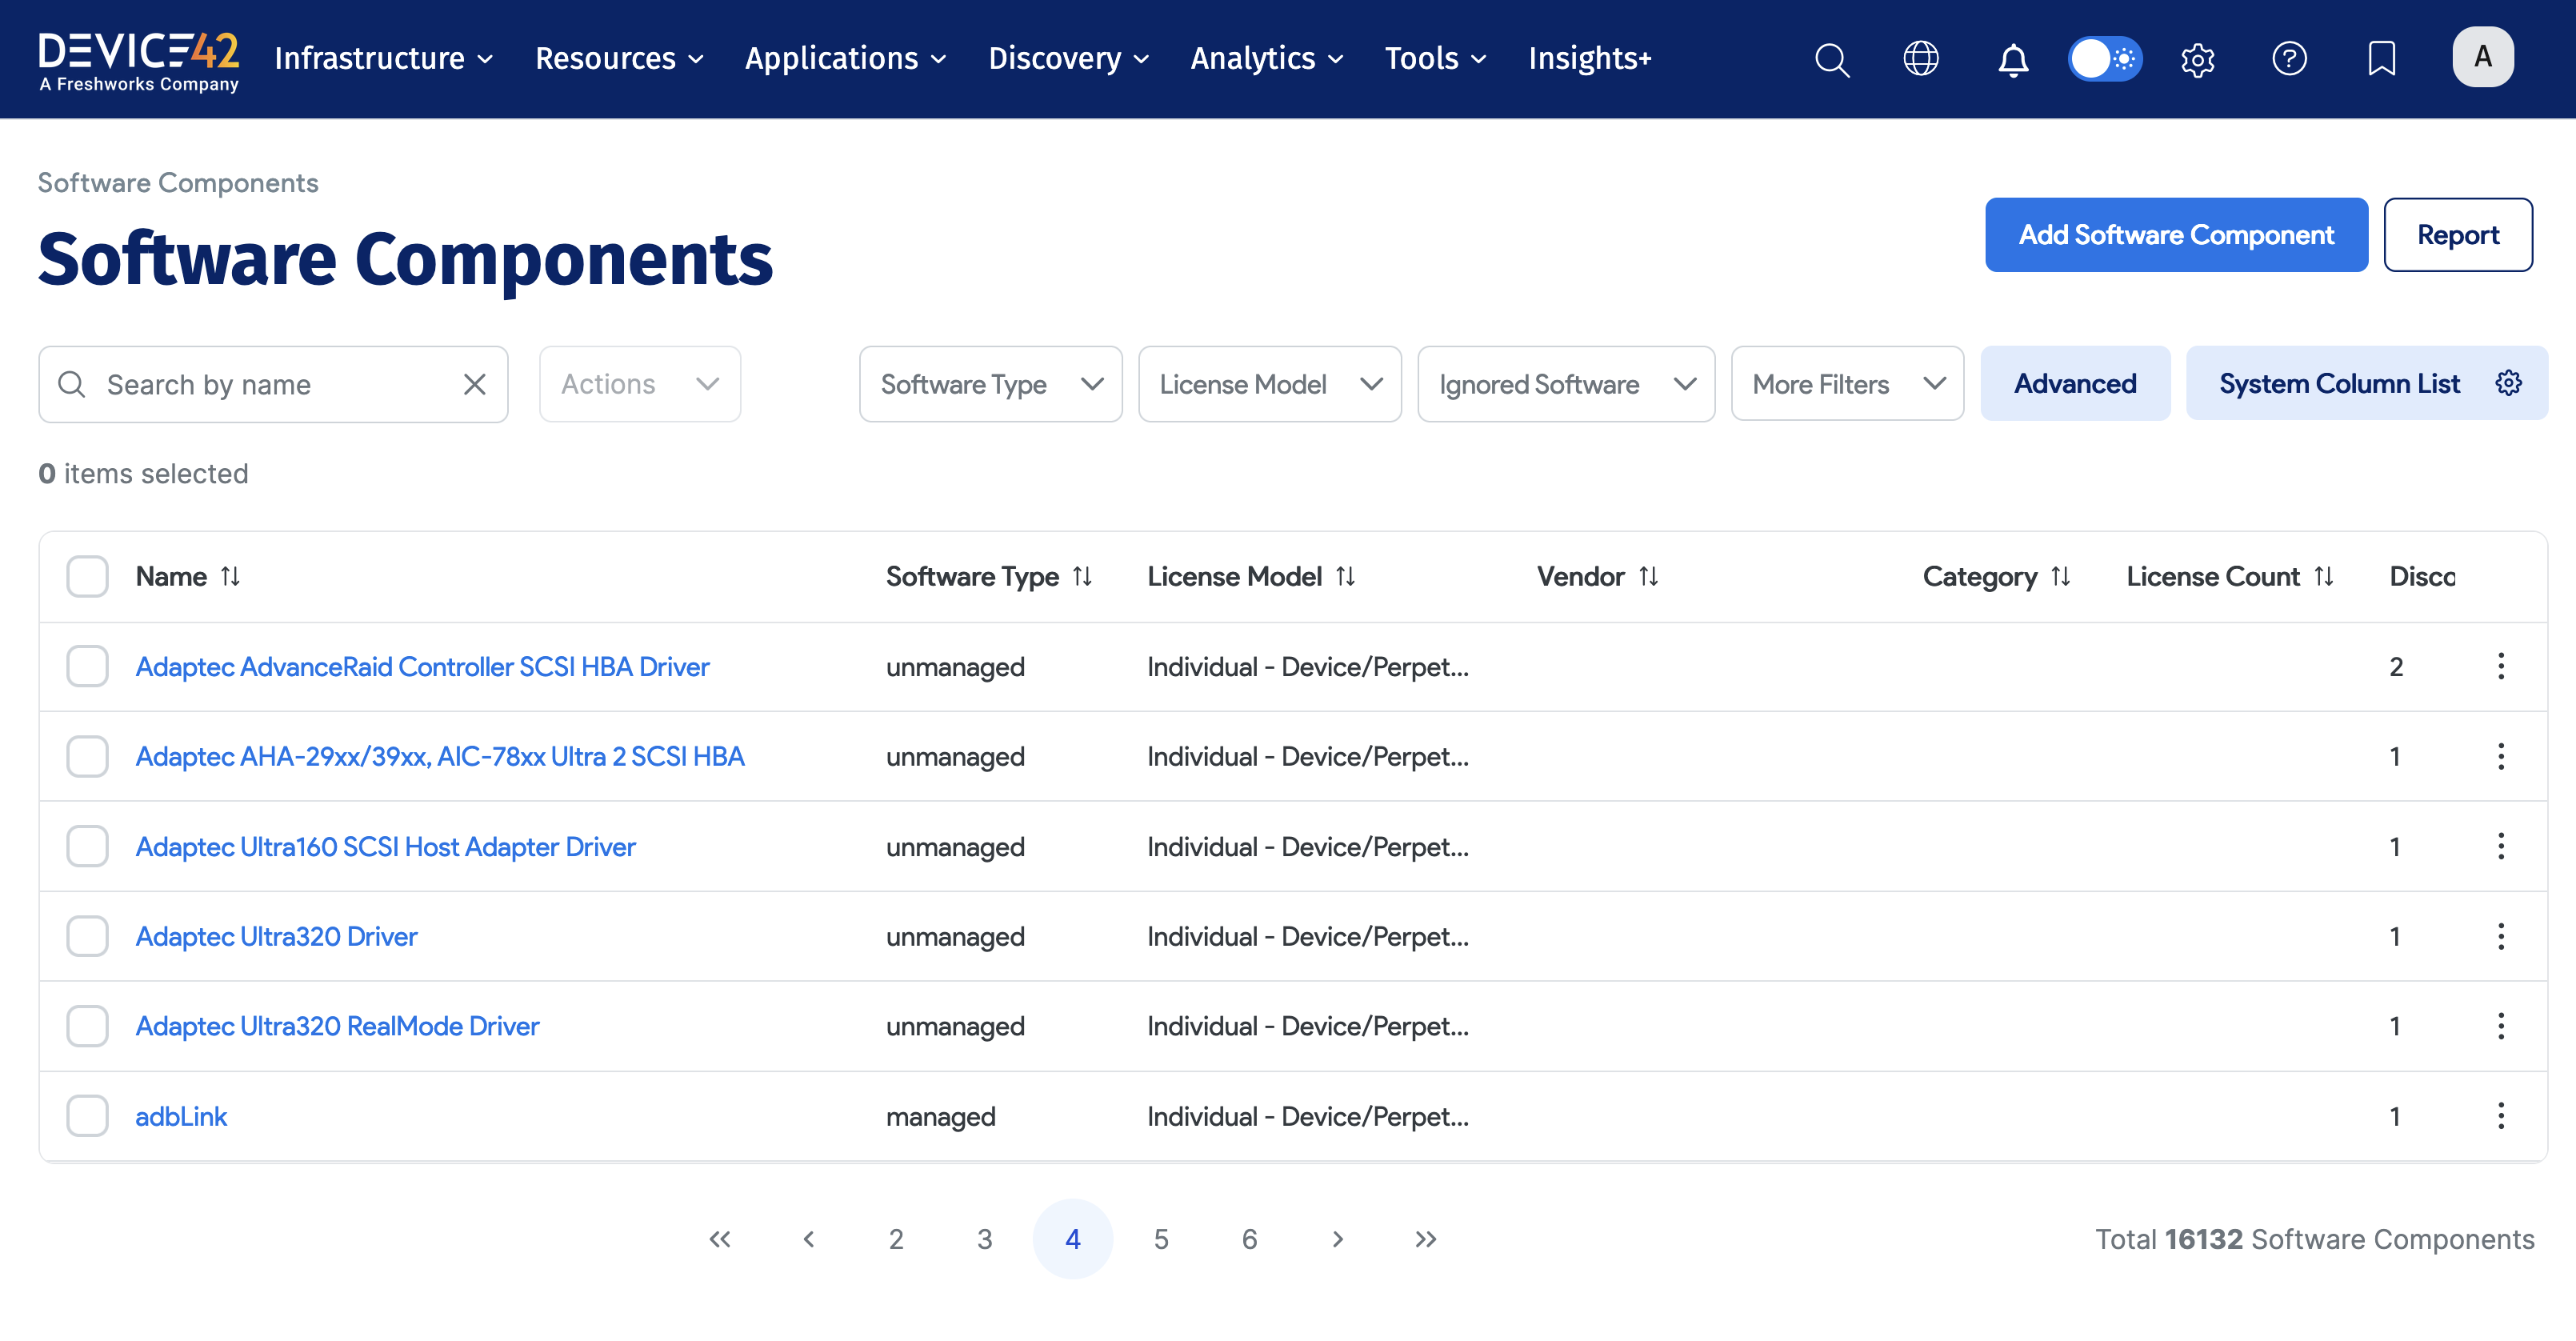 DEVICE42
A Freshworks Company
Infrastructure Resources Applications Discovery Analytics Tools Insights+
A
Software Components
Software Components
Add Software Component Report
Search by name Actions Software Type License Model Ignored Software More Filters Advanced System Column List
0 items selected
Name Software Type License Model Vendor Category License Count Disco
Adaptec AdvanceRaid Controller SCSI HBA Driver unmanaged Individual - Device/Perpet... 2
Adaptec AHA-29xx/39xx, AIC-78xx Ultra 2 SCSI HBA unmanaged Individual - Device/Perpet... 1
Adaptec Ultra160 SCSI Host Adapter Driver unmanaged Individual - Device/Perpet... 1
Adaptec Ultra320 Driver unmanaged Individual - Device/Perpet... 1
Adaptec Ultra320 RealMode Driver unmanaged Individual - Device/Perpet... 1
adbLink managed Individual - Device/Perpet... 1
« ‹ 2 3 4 5 6 › » Total 16132 Software Components